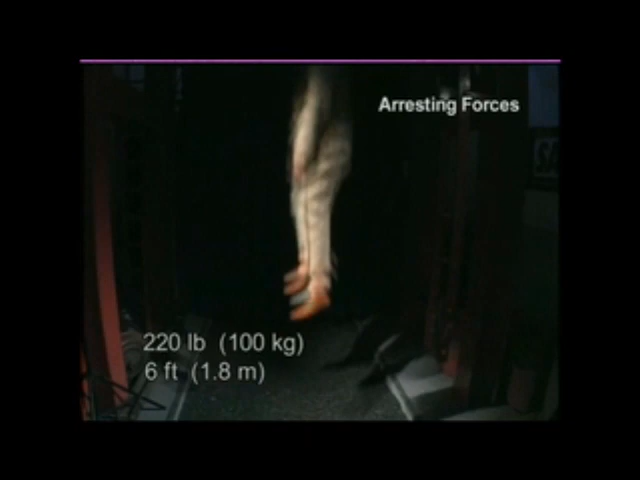 Arresting Forces
220 lb (100 kg)
6 ft (1.8 m)